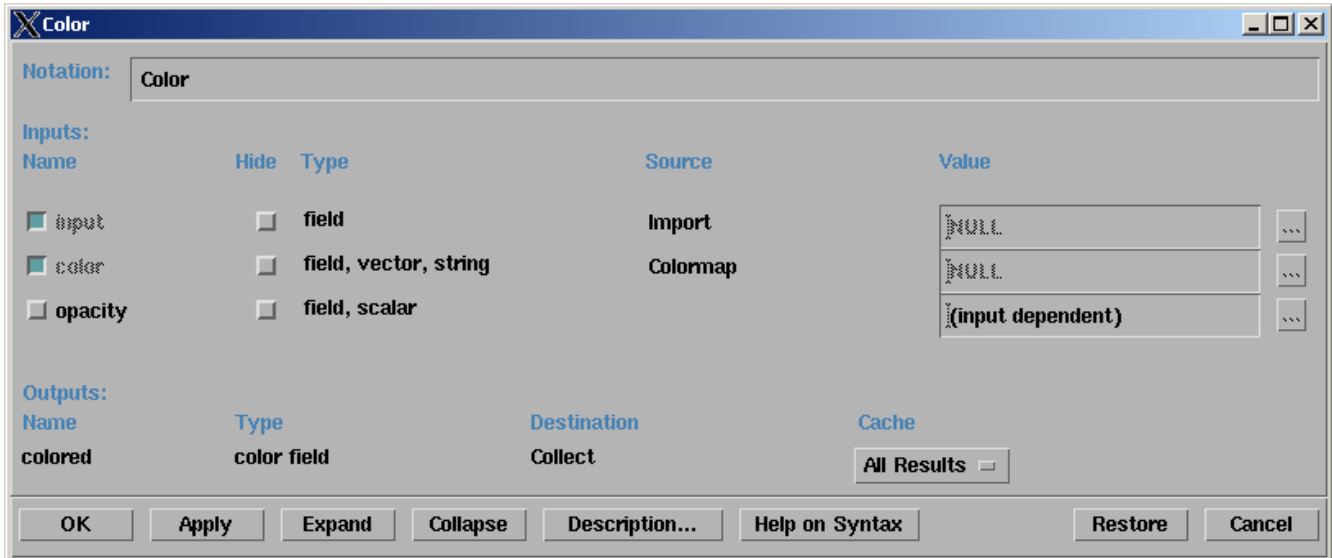 Color
Notation: Color
Inputs:
Name Hide Type Source Value
input field Import NULL ...
color field, vector, string Colormap NULL ...
opacity field, scalar (input dependent) ...
Outputs:
Name Type Destination Cache
colored color field Collect All Results
OK Apply Expand Collapse Description... Help on Syntax Restore Cancel